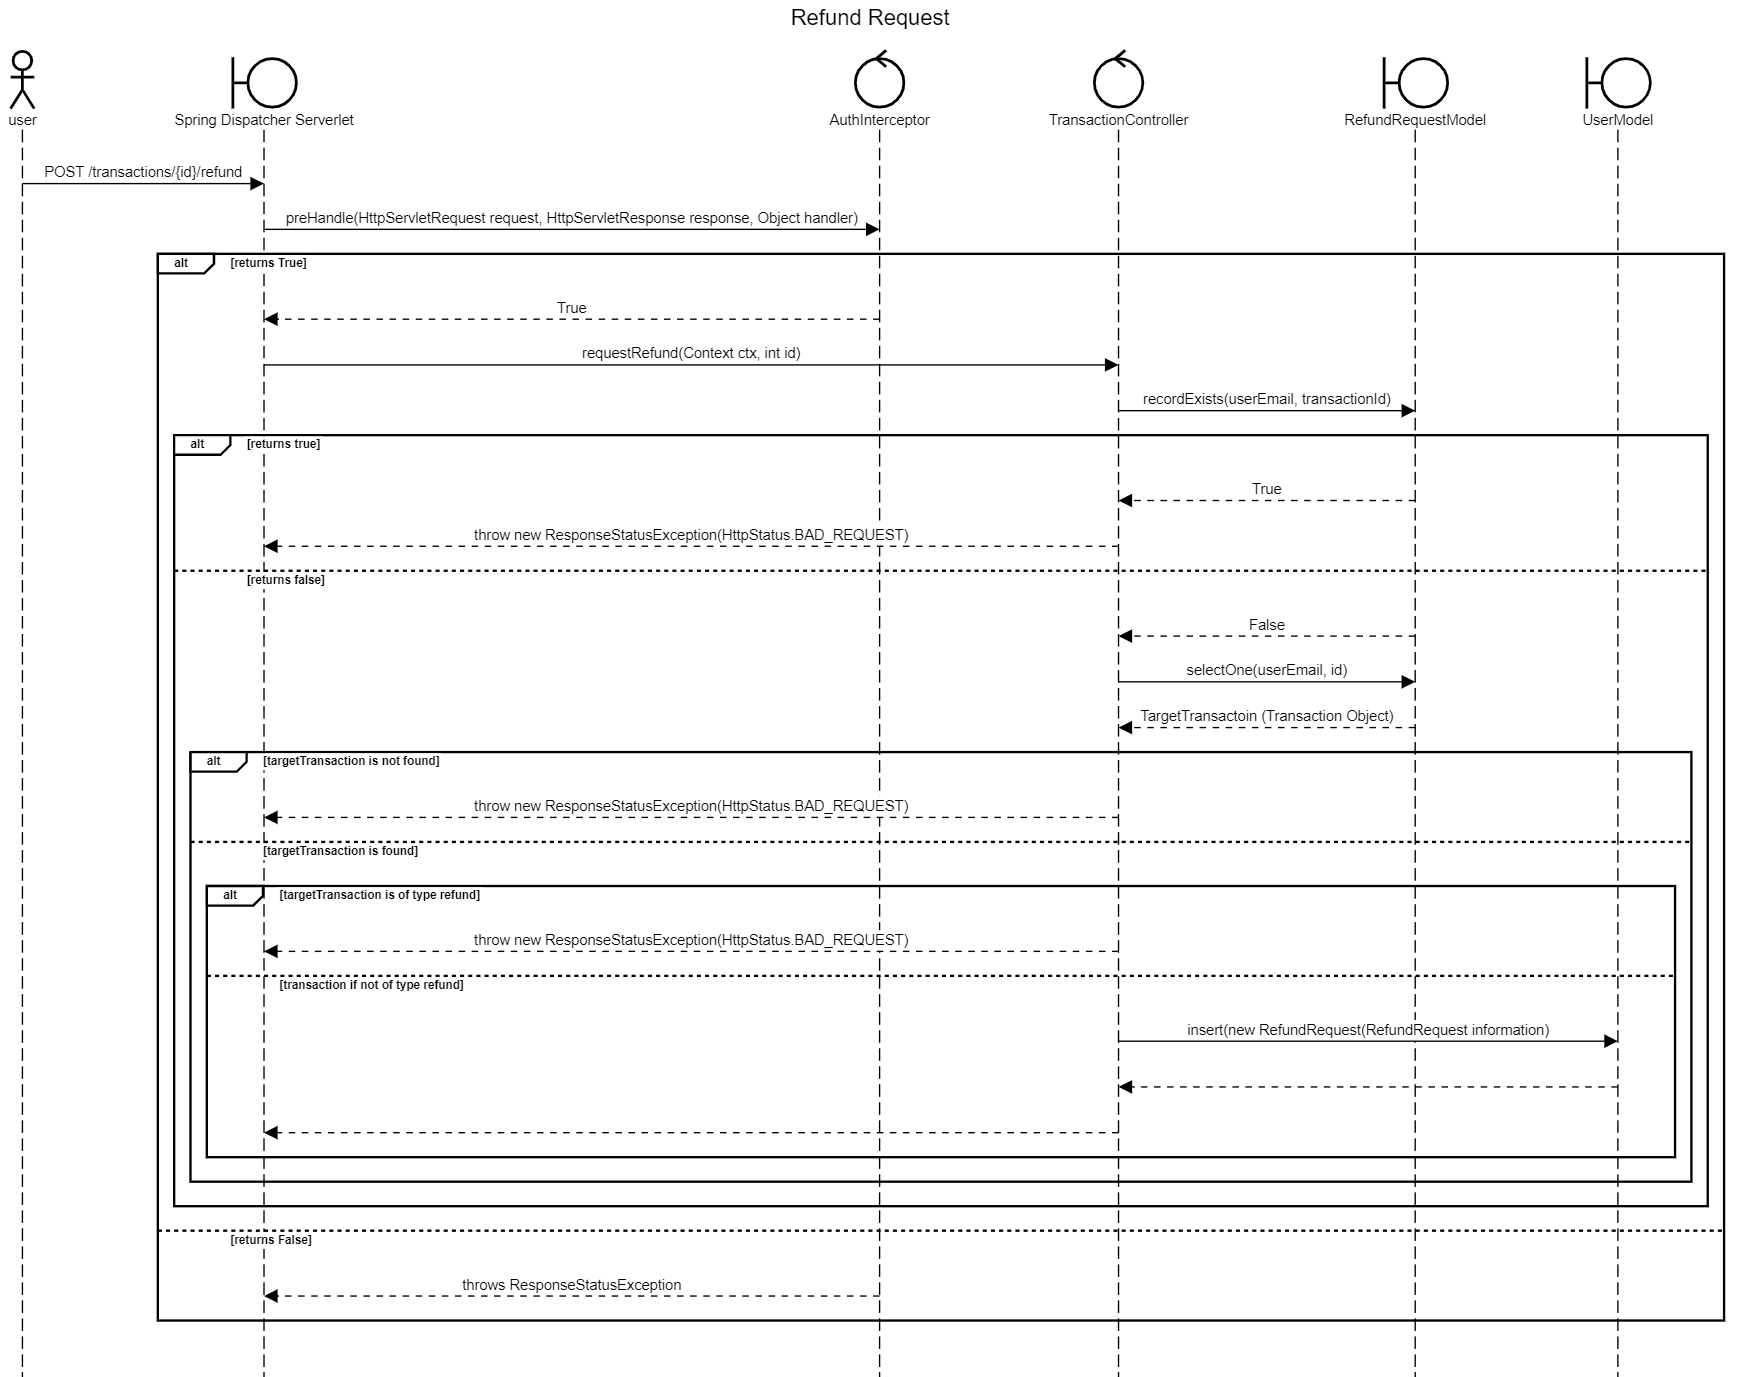 Refund Request
user
Spring Dispatcher Serverlet
AuthInterceptor
TransactionController
RefundRequestModel
UserModel
POST /transactions/{id}/refund
preHandle(HttpServletRequest request, HttpServletResponse response, Object handler)
alt
[returns True]
True
requestRefund(Context ctx, int id)
recordExists(userEmail, transactionId)
alt
[returns true]
True
throw new ResponseStatusException(HttpStatus.BAD_REQUEST)
[returns false]
False
selectOne(userEmail, id)
TargetTransactoin (Transaction Object)
alt
[targetTransaction is not found]
throw new ResponseStatusException(HttpStatus.BAD_REQUEST)
[targetTransaction is found]
alt
[targetTransaction is of type refund]
throw new ResponseStatusException(HttpStatus.BAD_REQUEST)
[transaction if not of type refund]
insert(new RefundRequest(RefundRequest information)
[returns False]
throws ResponseStatusException